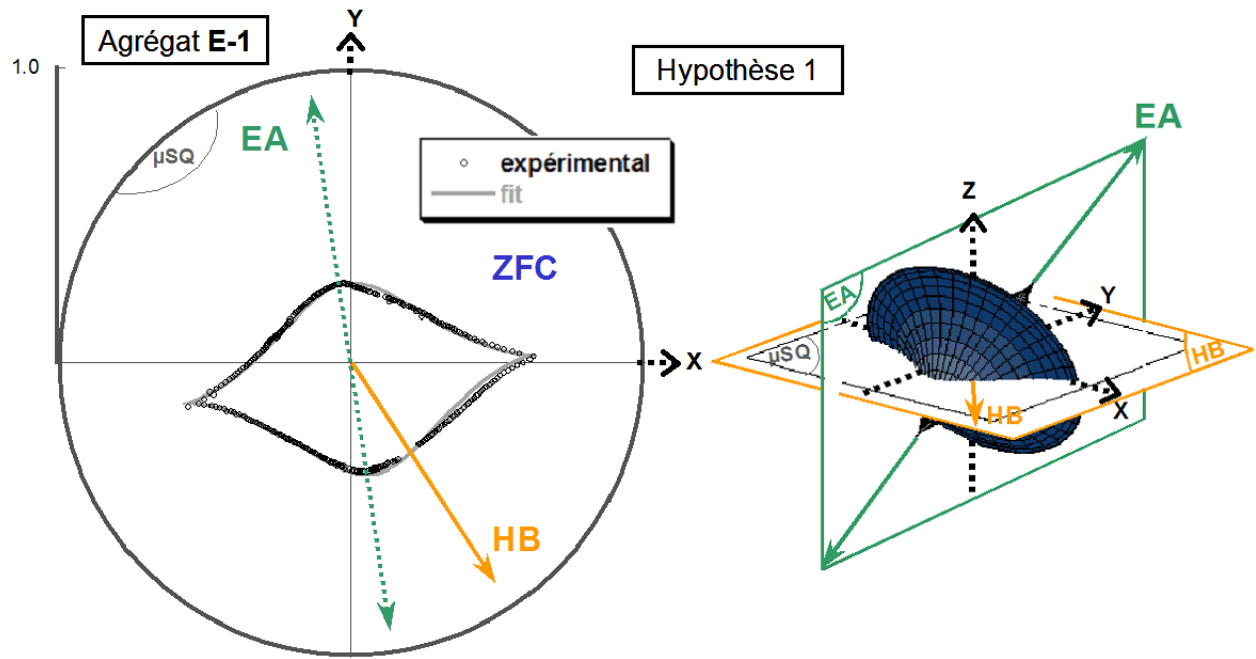 Agrégat E-1
Y
1.0
EA
µSQ
expérimental
fit
ZFC
X
HB
Hypothèse 1
EA
Z
EA
Y
µSQ
HB
HB
X